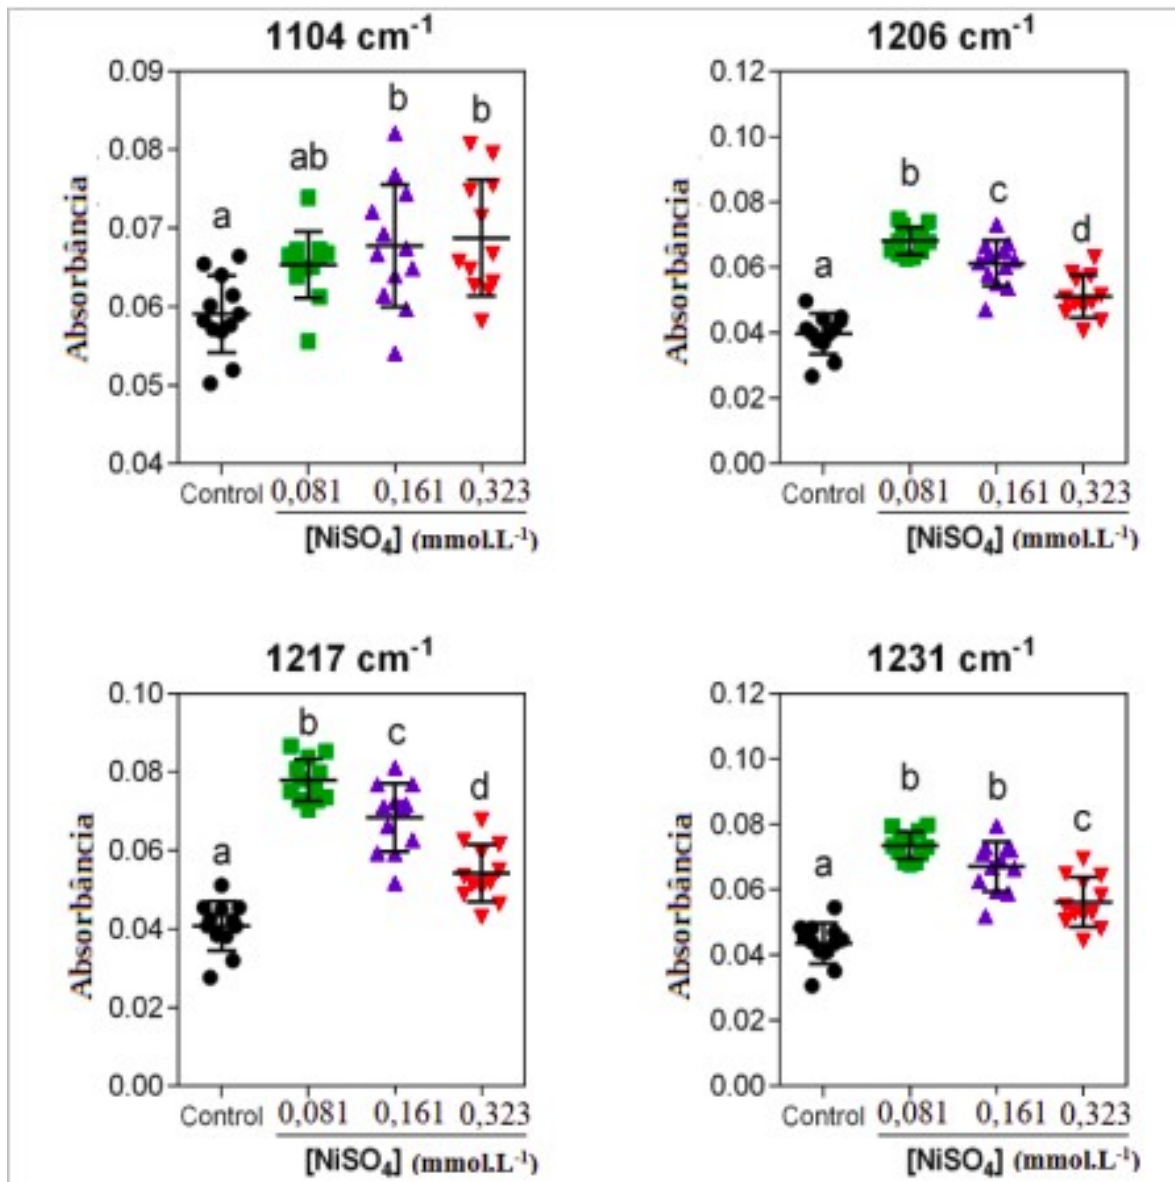 1104 cm⁻¹
0.09
0.08
0.07
0.06
0.05
0.04
Absorbância
a
ab
b
b
Control 0,081 0,161 0,323
[NiSO₄] (mmol.L⁻¹)
1206 cm⁻¹
0.12
0.10
0.08
0.06
0.04
0.02
0.00
Absorbância
a
b
c
d
Control 0,081 0,161 0,323
[NiSO₄] (mmol.L⁻¹)
1217 cm⁻¹
0.10
0.08
0.06
0.04
0.02
0.00
Absorbância
a
b
c
d
Control 0,081 0,161 0,323
[NiSO₄] (mmol.L⁻¹)
1231 cm⁻¹
0.12
0.10
0.08
0.06
0.04
0.02
0.00
Absorbância
a
b
b
c
Control 0,081 0,161 0,323
[NiSO₄] (mmol.L⁻¹)